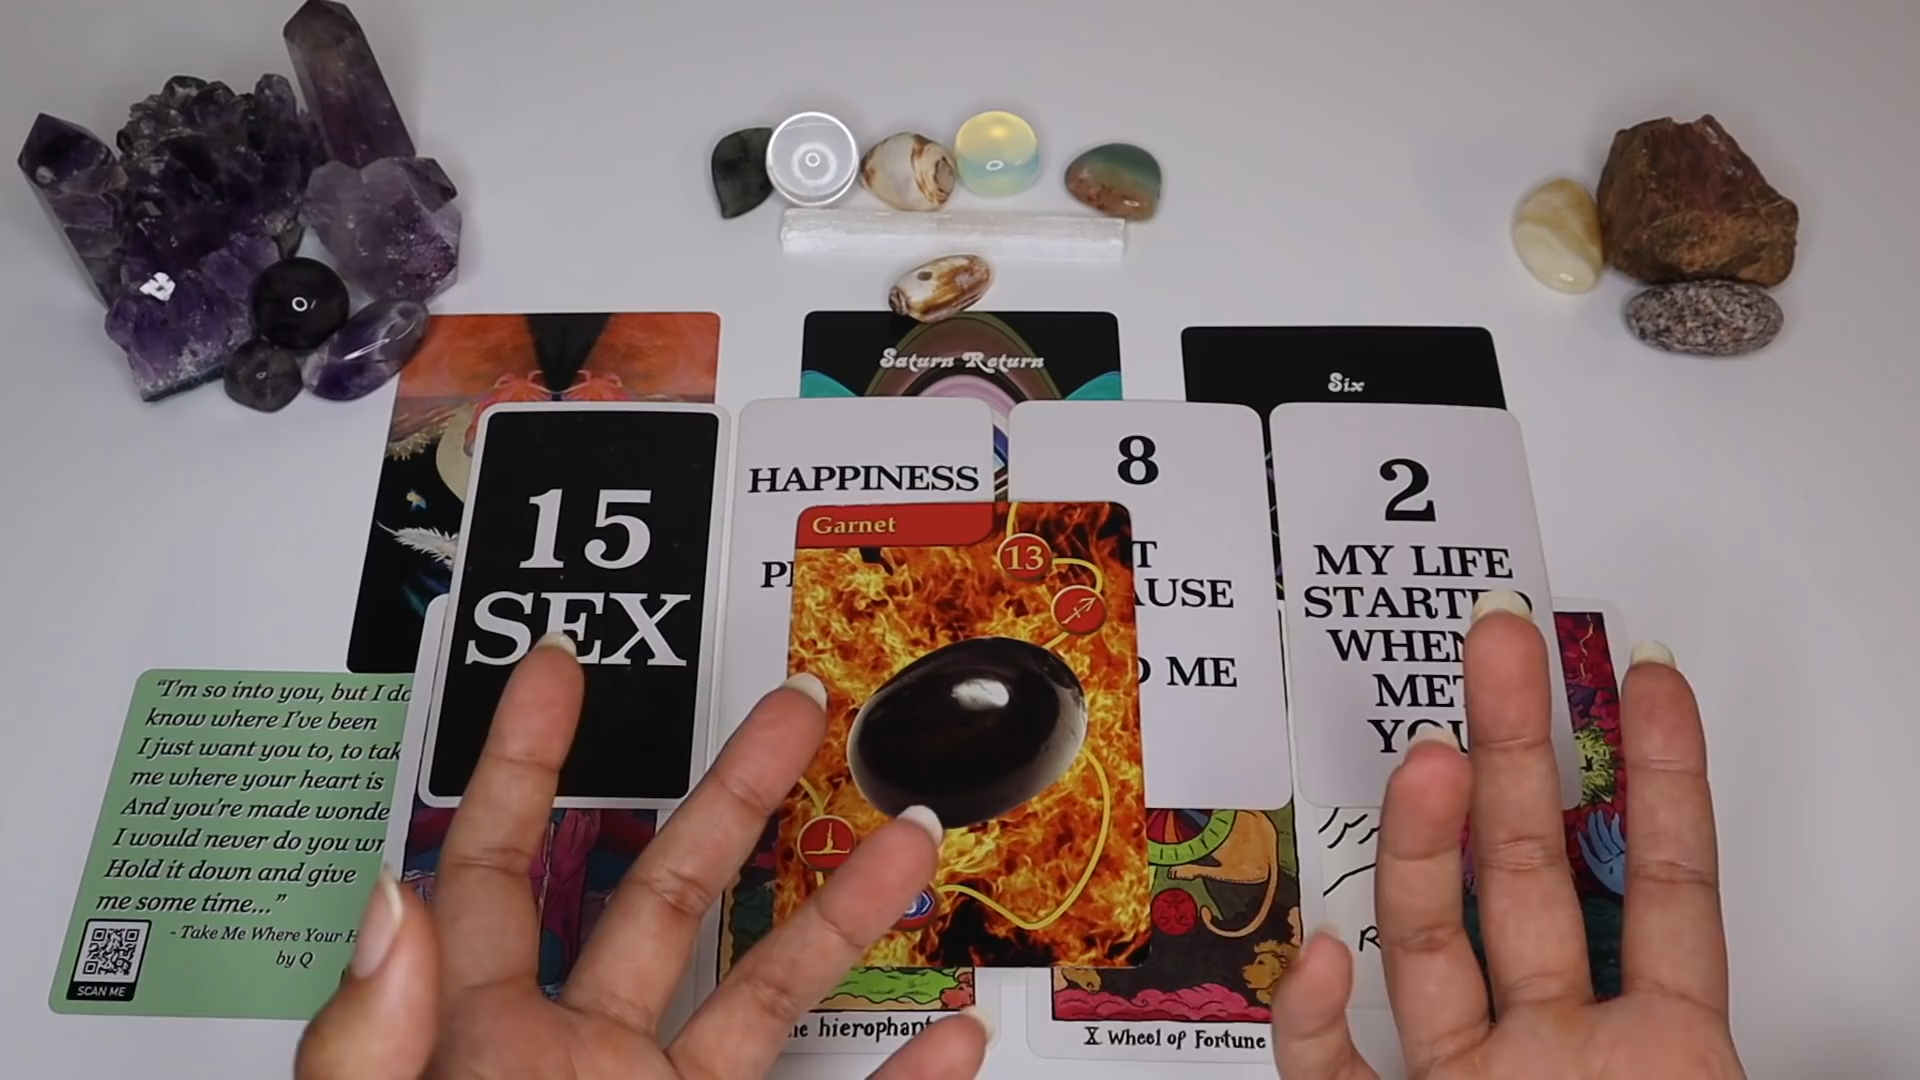 Saturn Return
Six
15
SEX
HAPPINESS
8
AUSE
ME
2
MY LIFE
STARTED
WHEN
MET
YOU
Garnet
13
"I'm so into you, but I do
know where I've been
I just want you to, to tak
me where your heart is
And you're made wonde
I would never do you wr
Hold it down and give
me some time..."
- Take Me Where Your H
by Q
SCAN ME
he hierophant
X Wheel of Fortune